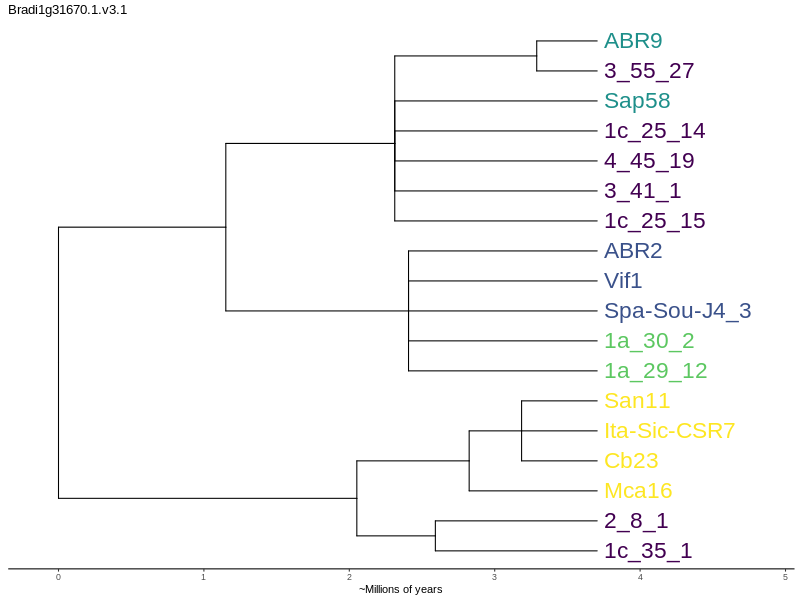 Bradi1g31670.1.v3.1
ABR9
3_55_27
Sap58
1c_25_14
4_45_19
3_41_1
1c_25_15
ABR2
Vif1
Spa-Sou-J4_3
1a_30_2
1a_29_12
San11
Ita-Sic-CSR7
Cb23
Mca16
2_8_1
1c_35_1
0 1 2 3 4 5
~Millions of years